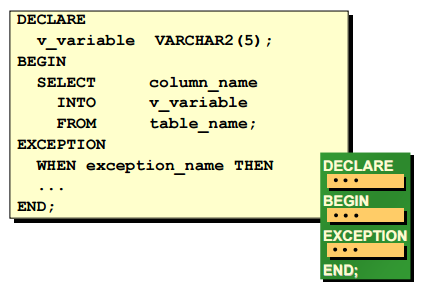 DECLARE
v_variable VARCHAR2(5);
BEGIN
SELECT column_name
INTO v_variable
FROM table_name;
EXCEPTION
WHEN exception_name THEN
...
END;
DECLARE
•••
BEGIN
•••
EXCEPTION
•••
END;